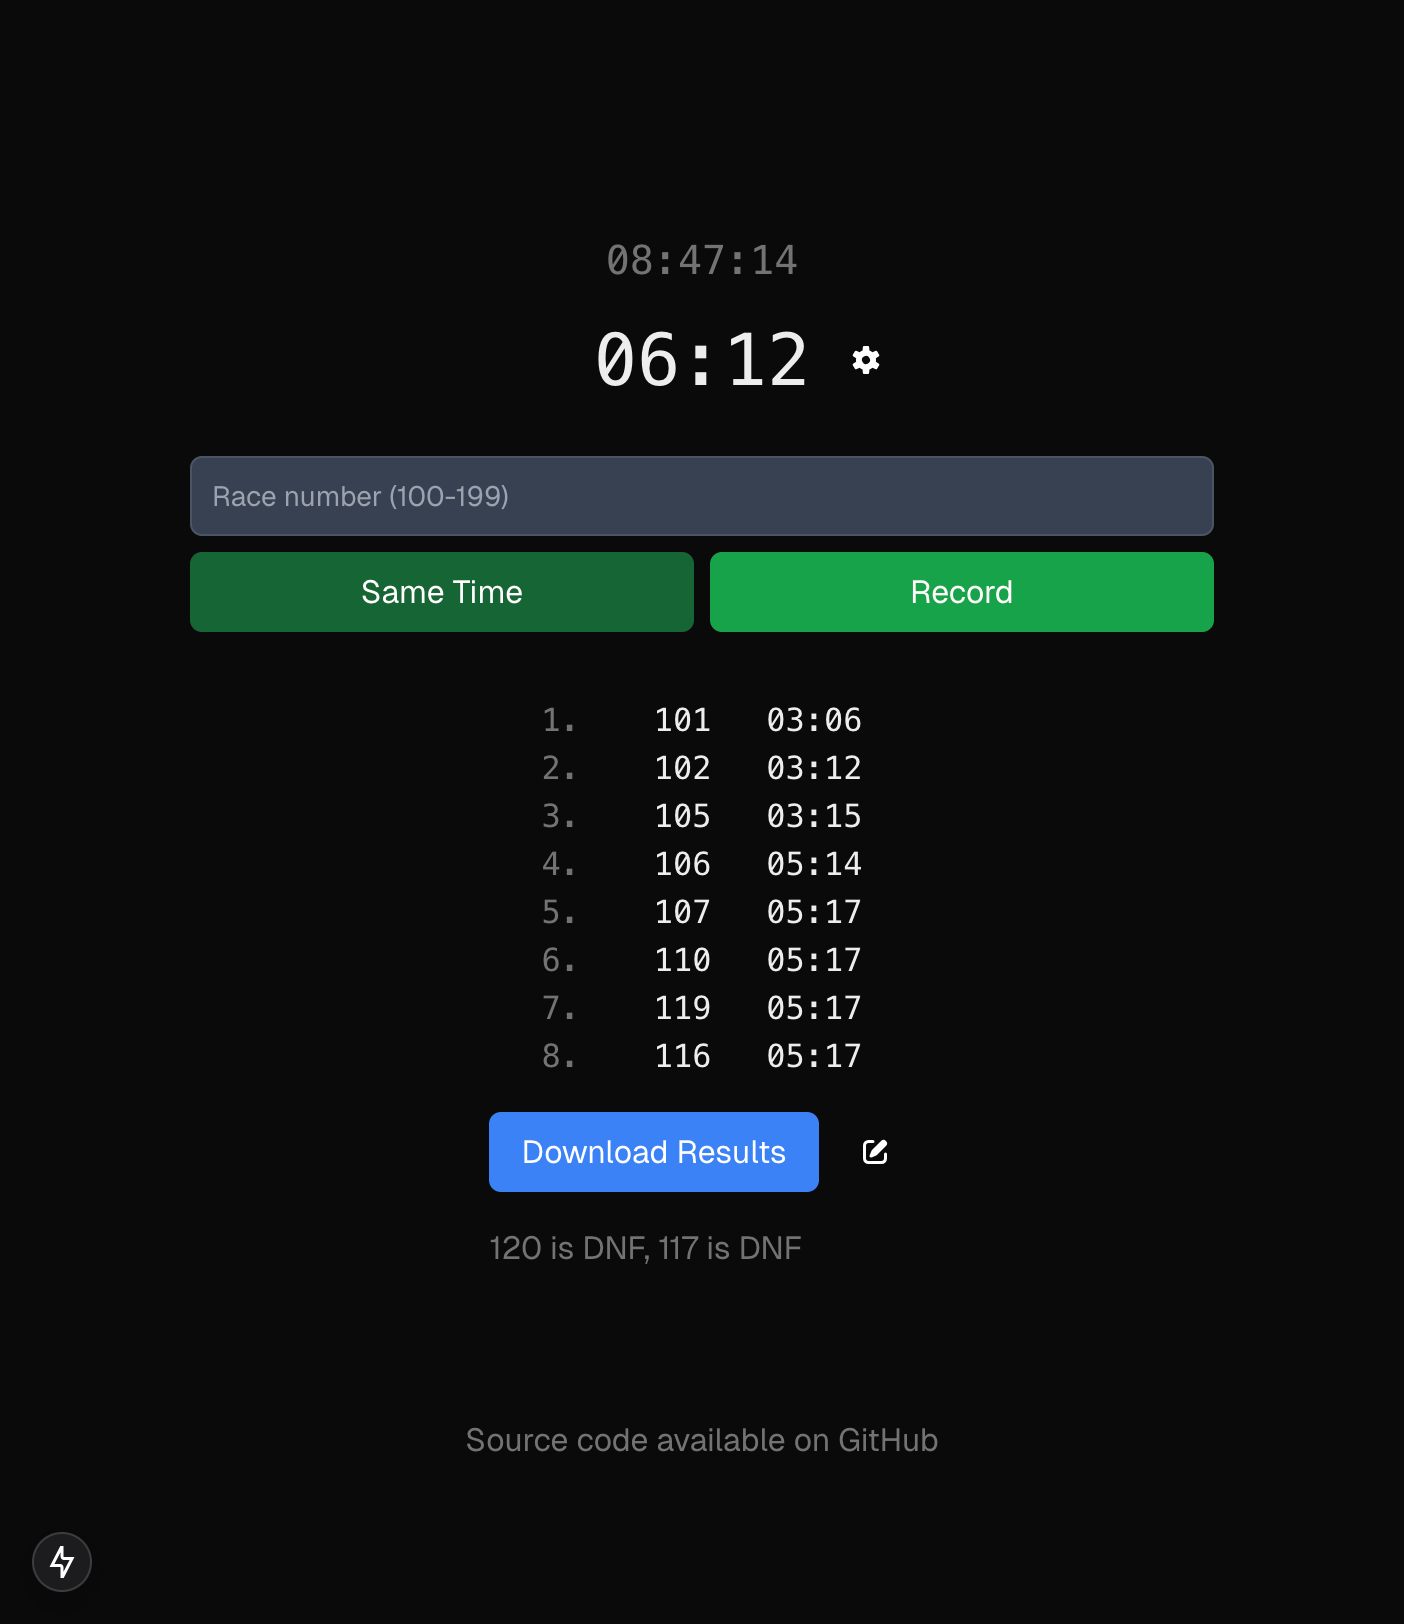 08:47:14
06:12
Race number (100-199)
Same Time Record
1. 101 03:06
2. 102 03:12
3. 105 03:15
4. 106 05:14
5. 107 05:17
6. 110 05:17
7. 119 05:17
8. 116 05:17
Download Results
120 is DNF, 117 is DNF
Source code available on GitHub